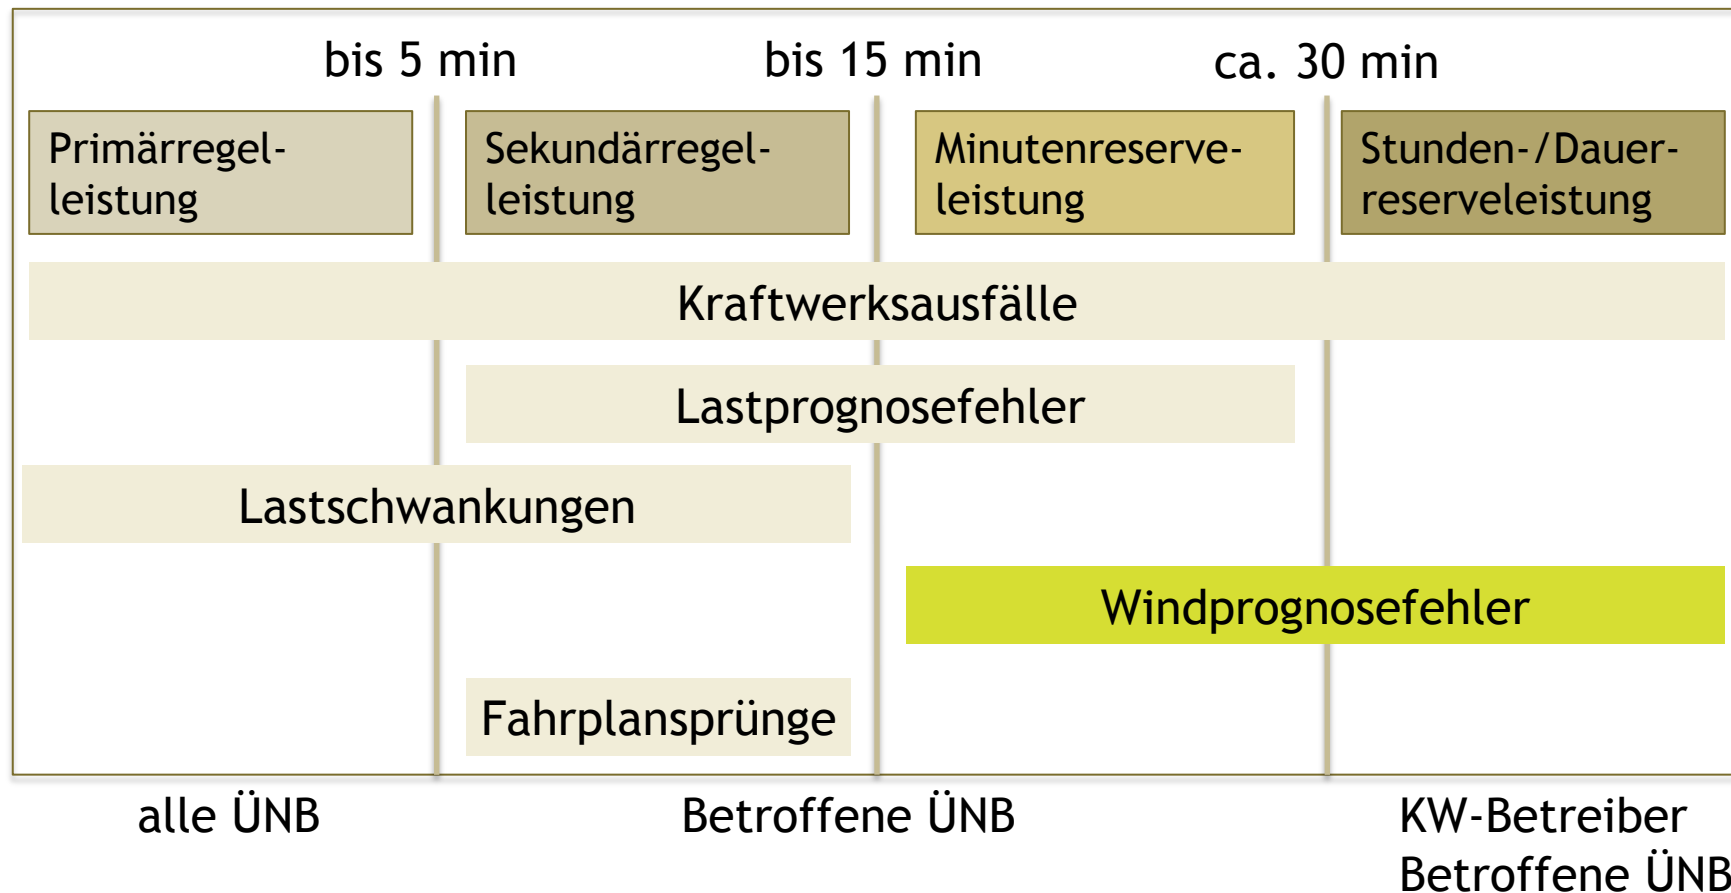 bis 5 min
bis 15 min
ca. 30 min
Primärregel-
leistung
Sekundärregel-
leistung
Minutenreserve-
leistung
Stunden-/Dauer-
reserveleistung
Kraftwerksausfälle
Lastprognosefehler
Lastschwankungen
Windprognosefehler
Fahrplansprünge
alle ÜNB
Betroffene ÜNB
KW-Betreiber
Betroffene ÜNB